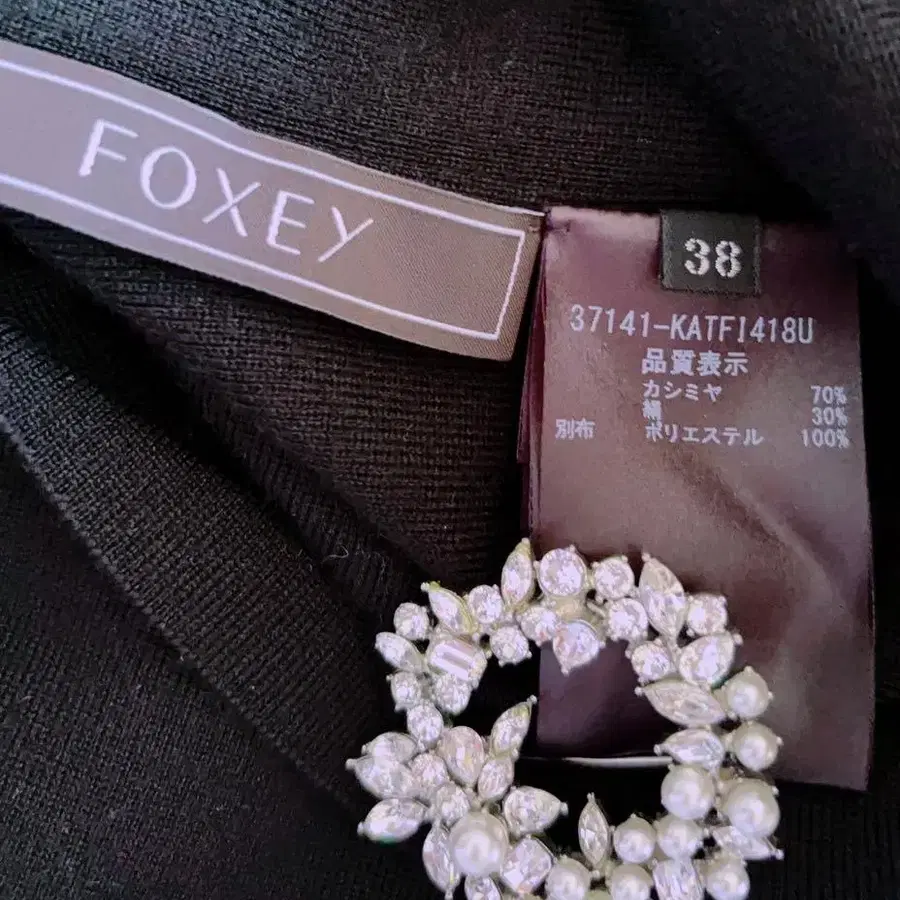 FOXEY
38
37141-KATFI418U
品質表示
カシミヤ 70%
絹 30%
別布 ポリエステル 100%